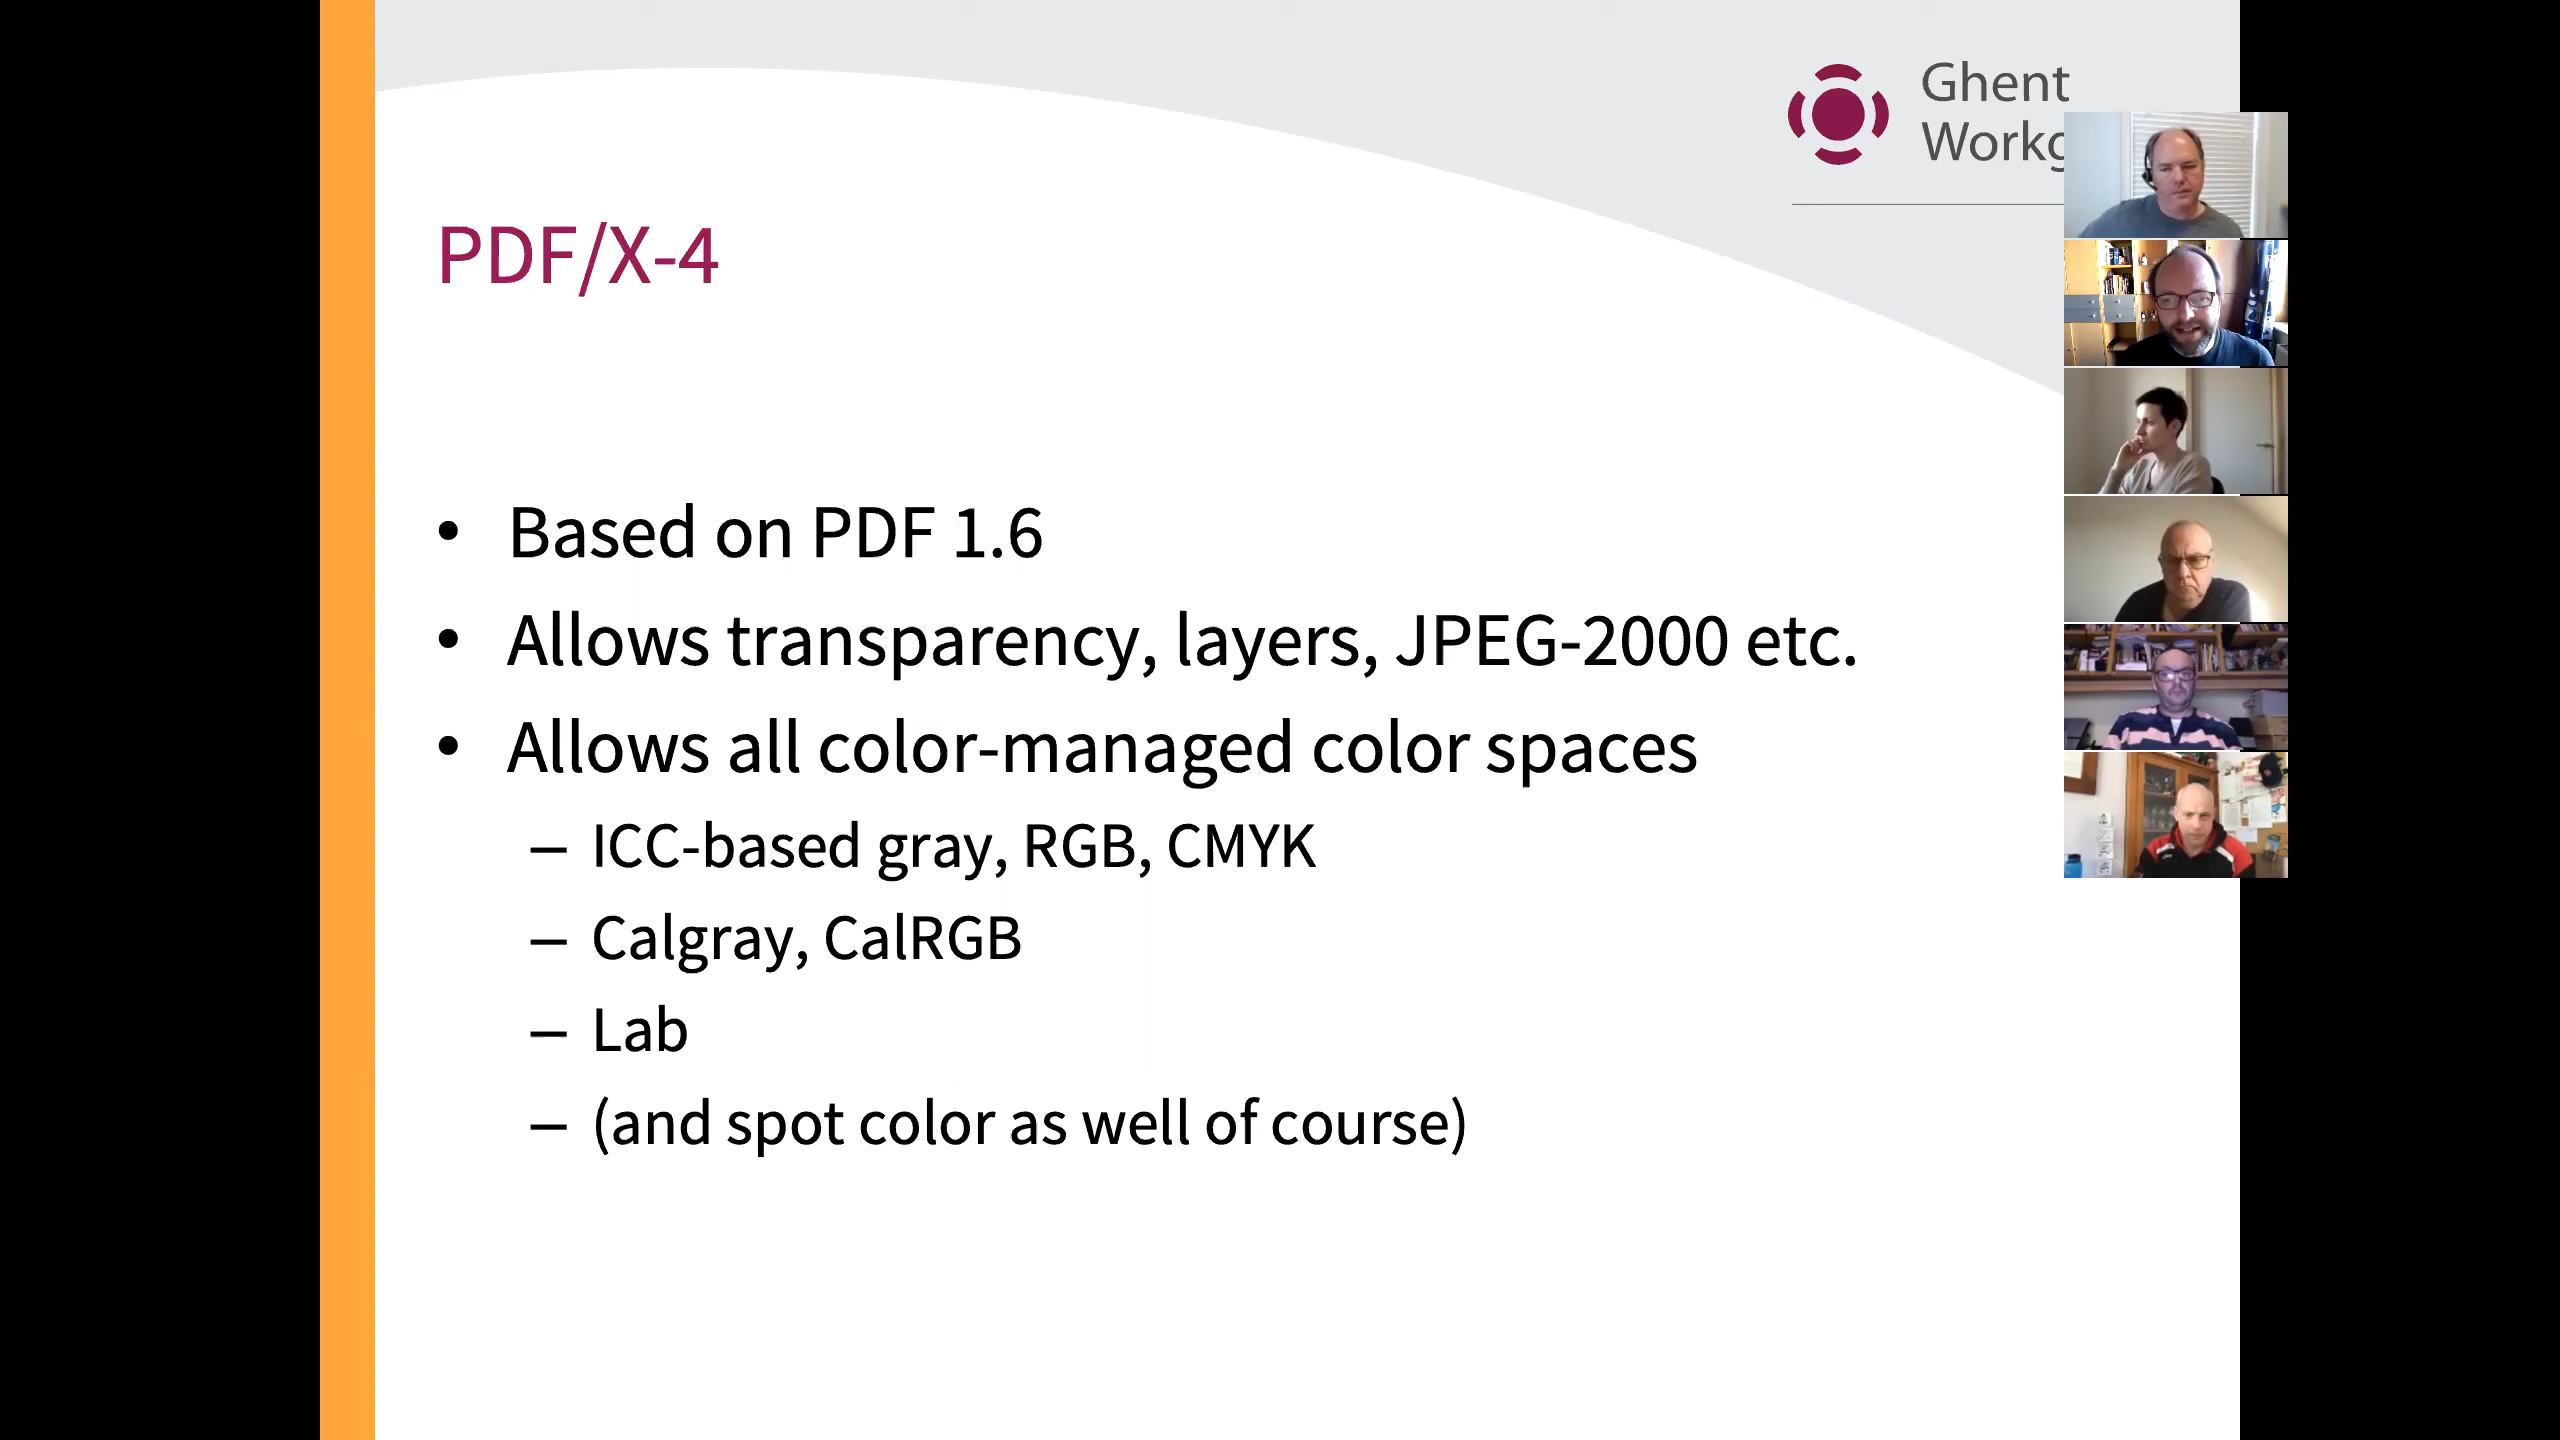 Ghent
PDF/X-4
• Based on PDF 1.6
• Allows transparency, layers, JPEG-2000 etc.
• Allows all color-managed color spaces
– ICC-based gray, RGB, CMYK
– Calgray, CalRGB
– Lab
– (and spot color as well of course)